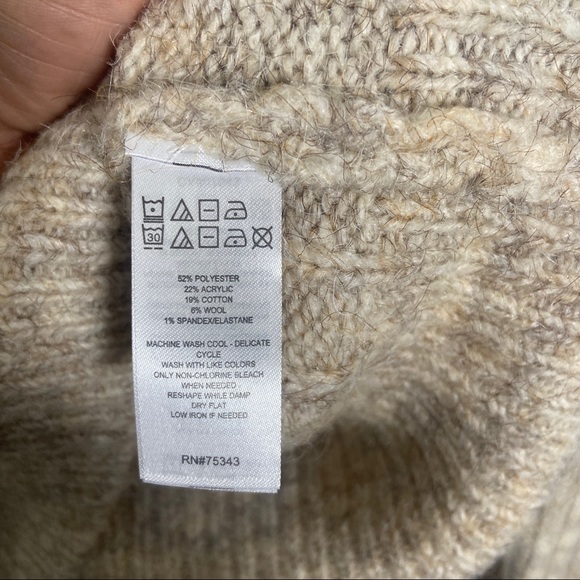 30
52% POLYESTER
22% ACRYLIC
19% COTTON
6% WOOL
1% SPANDEX/ELASTANE
MACHINE WASH COOL - DELICATE
CYCLE
WASH WITH LIKE COLORS
ONLY NON-CHLORINE BLEACH
WHEN NEEDED
RESHAPE WHILE DAMP
DRY FLAT
LOW IRON IF NEEDED
RN#75343